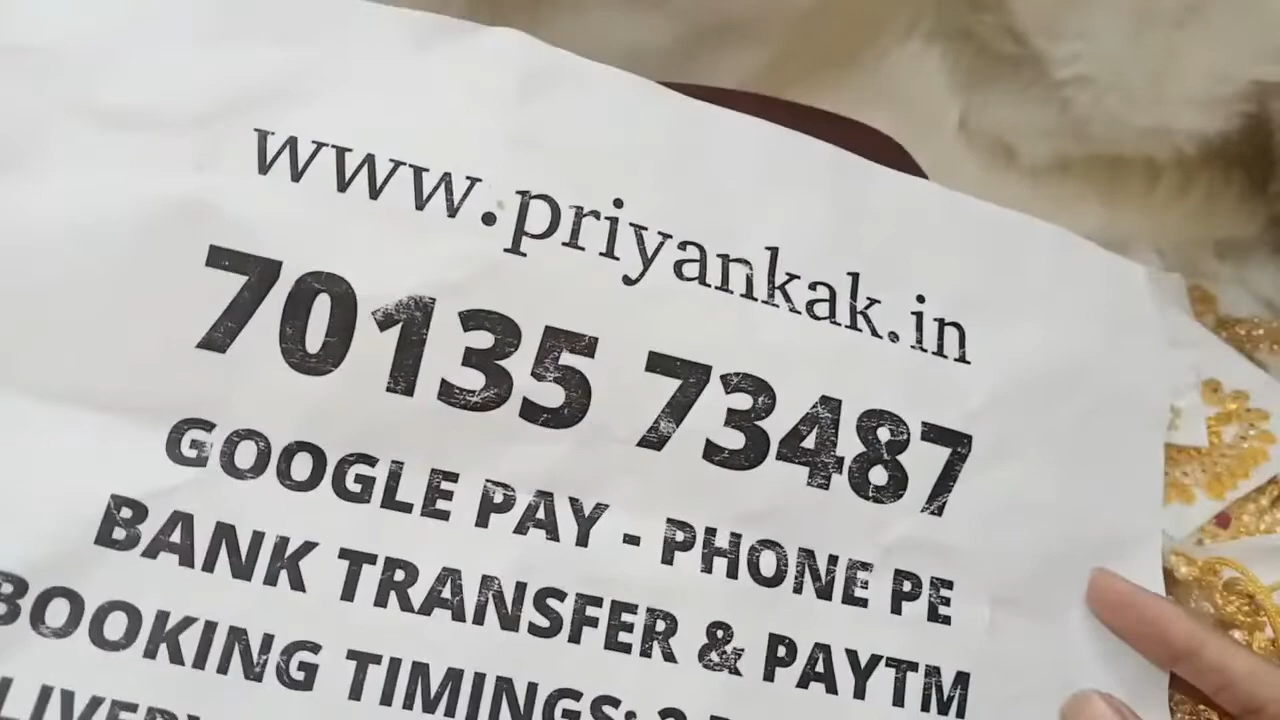 www.priyankak.in
70135 73487
GOOGLE PAY - PHONE PE
BANK TRANSFER & PAYTM
BOOKING TIMINGS: